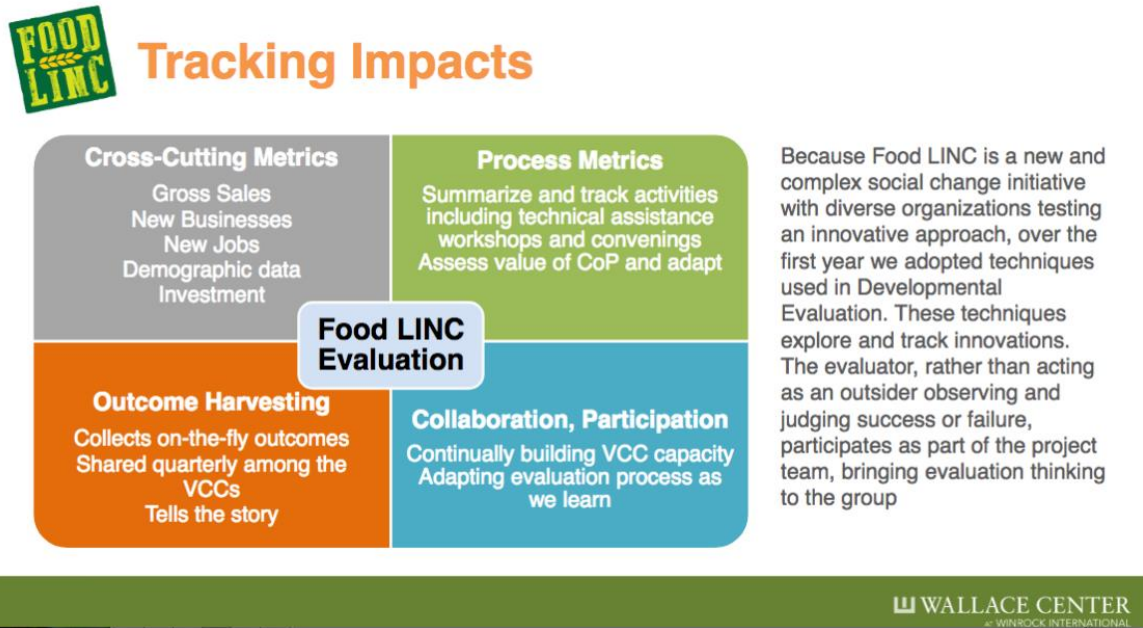 FOOD
LINC
Tracking Impacts
Cross-Cutting Metrics
Gross Sales
New Businesses
New Jobs
Demographic data
Investment
Process Metrics
Summarize and track activities
including technical assistance
workshops and convenings
Assess value of CoP and adapt
Food LINC
Evaluation
Outcome Harvesting
Collects on-the-fly outcomes
Shared quarterly among the
VCCs
Tells the story
Collaboration, Participation
Continually building VCC capacity
Adapting evaluation process as
we learn
Because Food LINC is a new and
complex social change initiative
with diverse organizations testing
an innovative approach, over the
first year we adopted techniques
used in Developmental
Evaluation. These techniques
explore and track innovations.
The evaluator, rather than acting
as an outsider observing and
judging success or failure,
participates as part of the project
team, bringing evaluation thinking
to the group
WALLACE CENTER
AT WINROCK INTERNATIONAL